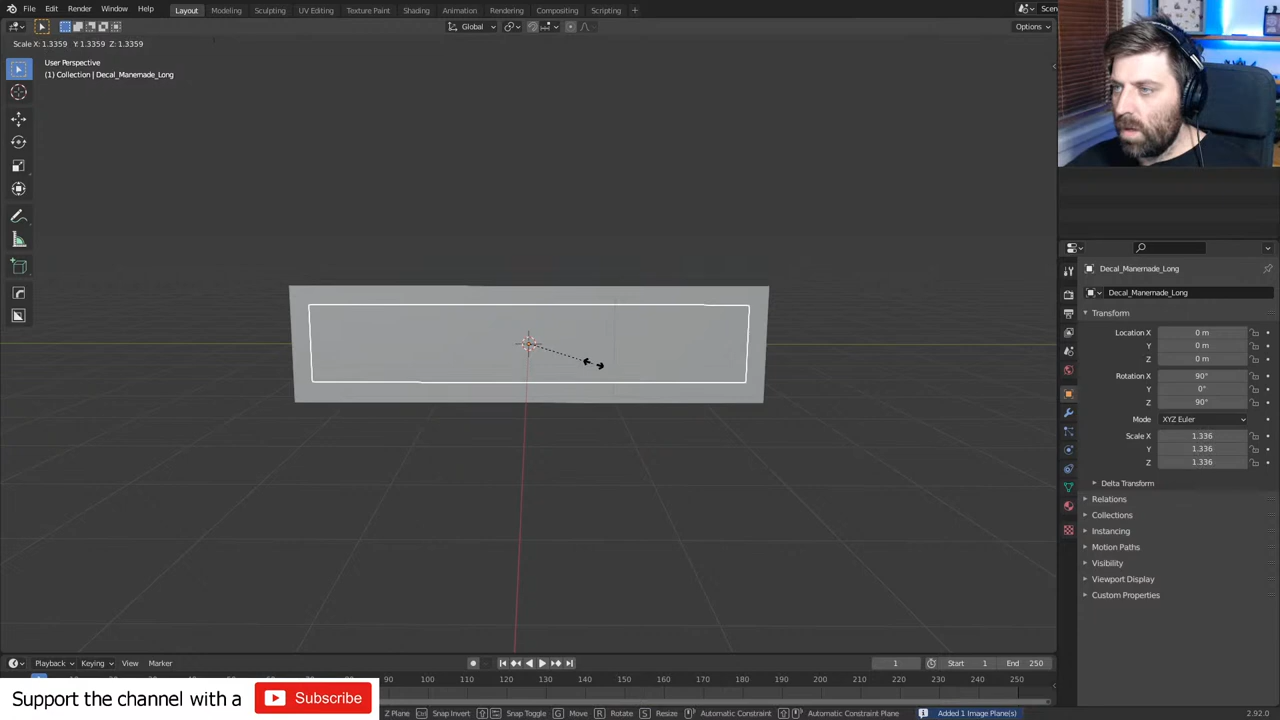 File Edit Render Window Help Layout Modeling Sculpting UV Editing Texture Paint Shading Animation Rendering Compositing Scripting + Scen
Global Options
Scale X: 1.3359 Y: 1.3359 Z: 1.3359
User Perspective
(1) Collection | Decal_Manemade_Long
Decal_Manemade_Long
Decal_Manemade_Long
Transform
Location X 0 m
Y 0 m
Z 0 m
Rotation X 90°
Y 0°
Z 90°
Mode XYZ Euler
Scale X 1.336
Y 1.336
Z 1.336
Delta Transform
Relations
Collections
Instancing
Motion Paths
Visibility
Viewport Display
Custom Properties
Playback Keying View Marker 1 Start 1 End 250
100 110 120 130 140 150 160 170 180 190 200 210 220 230 240 250
Support the channel with a Subscribe
Z Plane Snap Invert Snap Toggle G Move R Rotate S Resize Automatic Constraint Automatic Constraint Plane Added 1 Image Plane(s) 2.92.0